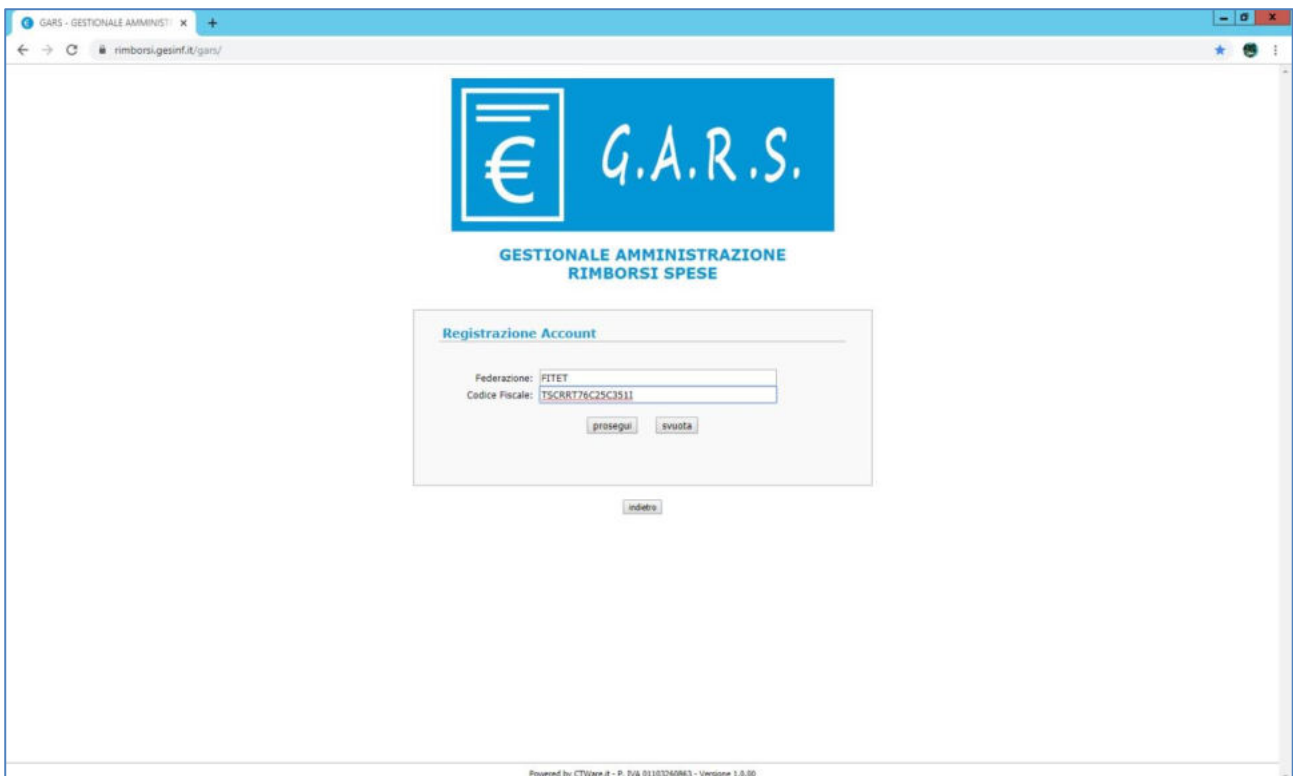 GARS - GESTIONALE AMMINIST
rimborsi.gesinf.it/gars/
€ G.A.R.S.
GESTIONALE AMMINISTRAZIONE
RIMBORSI SPESE
Registrazione Account
Federazione: FITET
Codice Fiscale: TSCRRT76C25C351I
prosegui svuota
indietro
Powered by CTWare.it - P. IVA 01103260863 - Versione 1.0.00